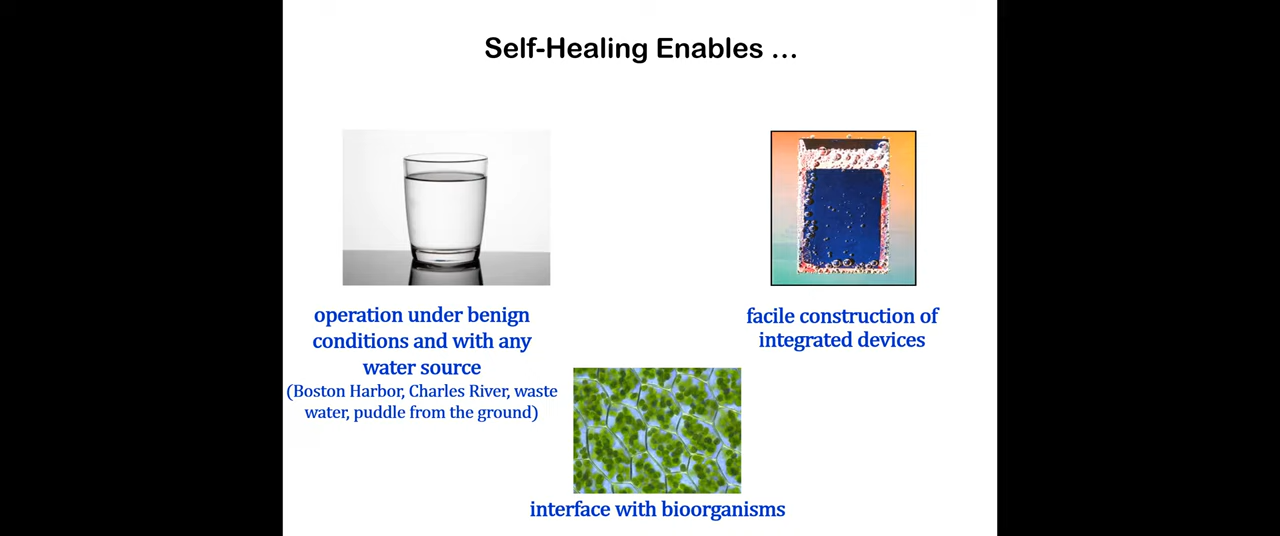 Self-Healing Enables …
operation under benign
conditions and with any
water source
(Boston Harbor, Charles River, waste
water, puddle from the ground)
facile construction of
integrated devices
interface with bioorganisms